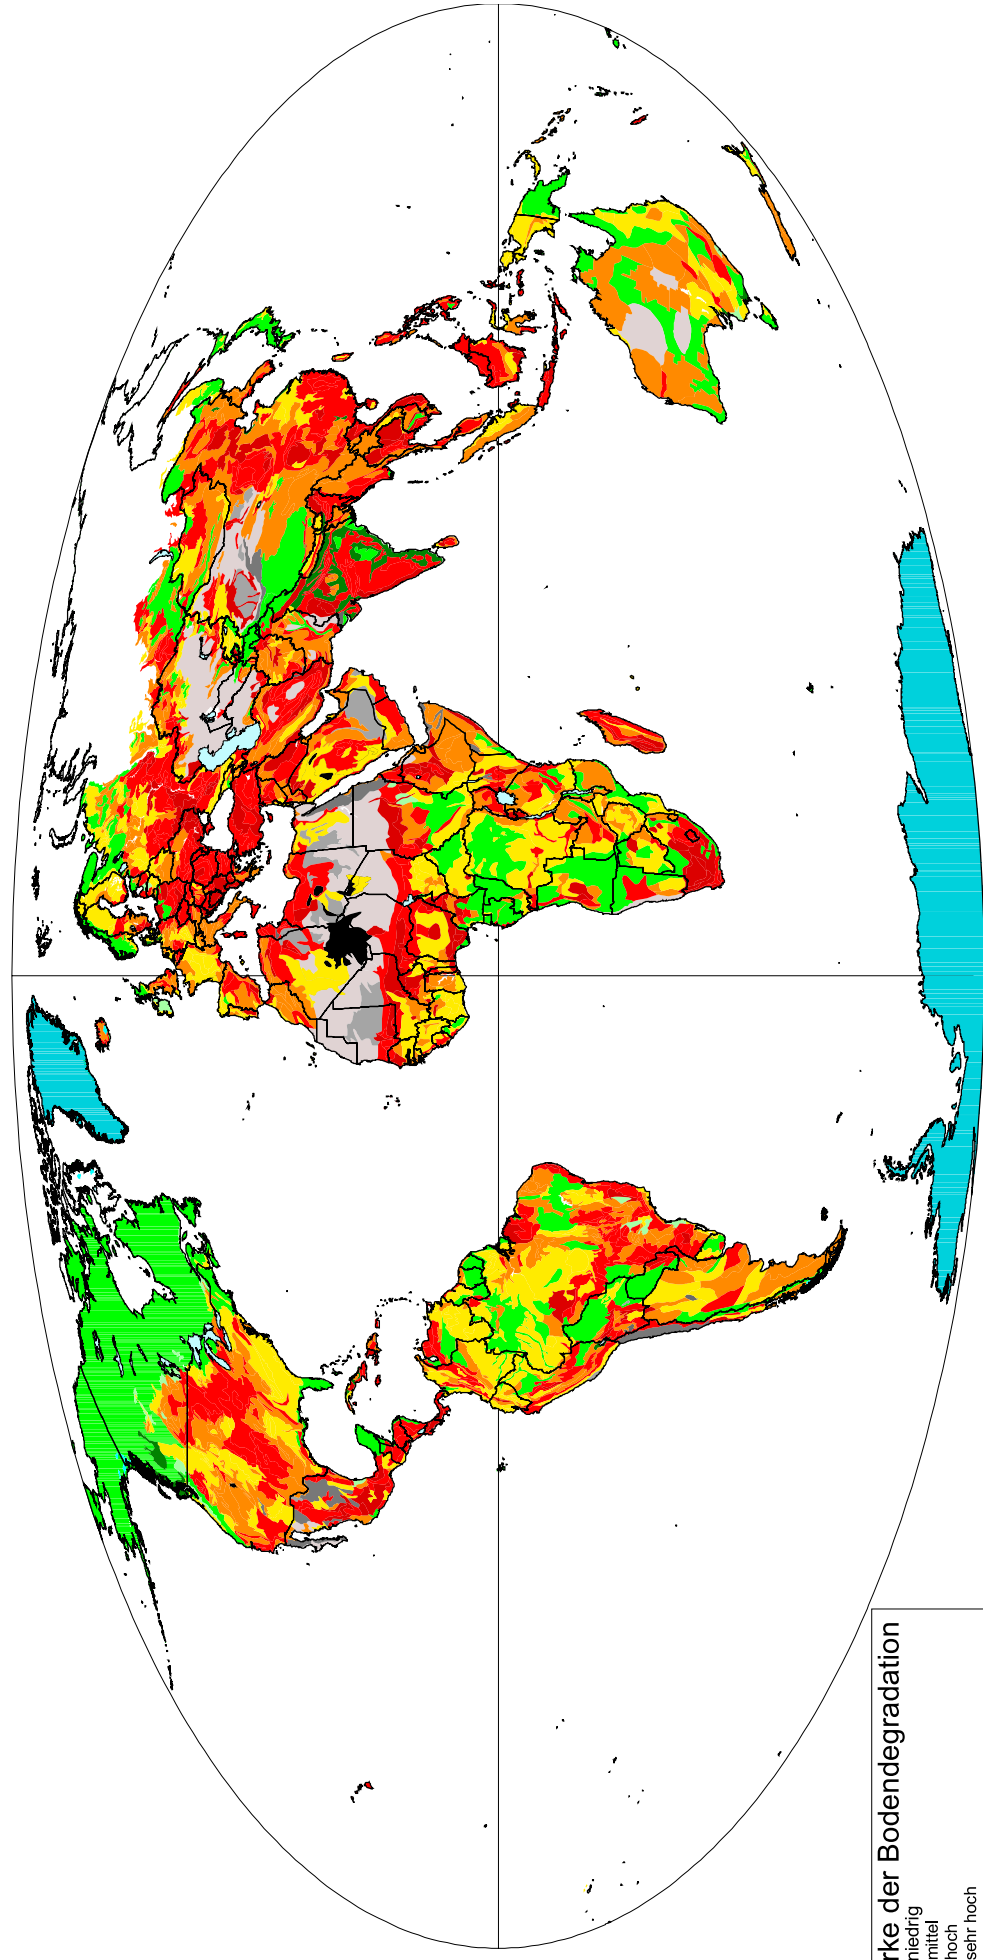 rke der Bodendegradation
niedrig
mittel
hoch
sehr hoch